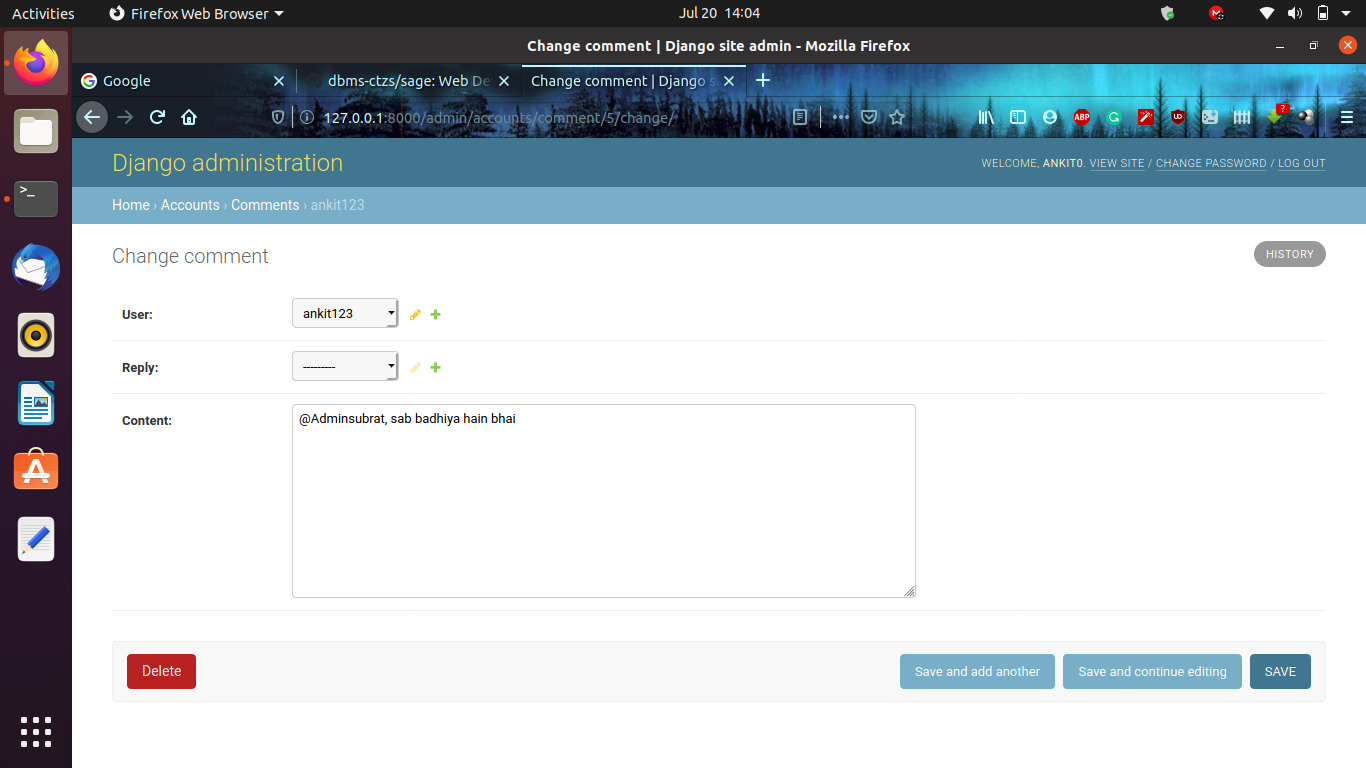 Activities Firefox Web Browser Jul 20 14:04
Change comment | Django site admin - Mozilla Firefox
Google dbms-ctzs/sage: Web De Change comment | Django s
127.0.0.1:8000/admin/accounts/comment/5/change/ ABP ?
Django administration WELCOME, ANKIT0. VIEW SITE / CHANGE PASSWORD / LOG OUT
Home › Accounts › Comments › ankit123
Change comment HISTORY
User: ankit123
Reply: ---------
Content: @Adminsubrat, sab badhiya hain bhai
Delete Save and add another Save and continue editing SAVE